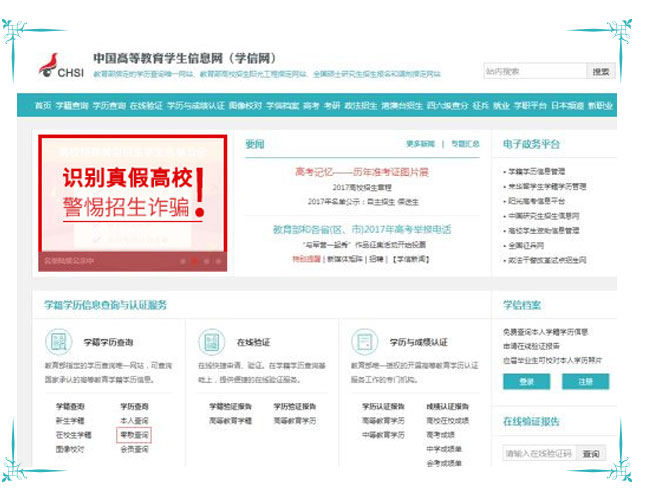 CHSI
中国高等教育学生信息网（学信网）
教育部指定的学历查询唯一网站、教育部高校招生阳光工程指定网站、全国硕士研究生报名和调剂指定网站
站内搜索 搜索
首页 学籍查询 学历查询 在线验证 学历与成绩认证 图像校对 学信档案 高考 考研 政法招生 港澳台招生 四六级查分 征兵 就业 学职平台 日本频道 新职业
识别真假高校
警惕招生诈骗！
要闻 更多新闻 | 专题汇总
高考记忆——历年准考证图片展
2017高校招生章程
2017年名单公示：自主招生 保送生
教育部和各省(区、市)2017年高考举报电话
“与军营一起秀”作品征集活动开始投票
特别提醒 | 新媒体矩阵 | 招聘 | 【学信新闻】
电子政务平台
• 学籍学历信息管理
• 来华留学生学籍学历管理
• 阳光高考信息平台
• 中国研究生招生信息网
• 高校学生资助信息管理
• 全国征兵网
• 政法干警改革试点招生网
学籍学历信息查询与认证服务
学籍学历查询
教育部指定的学历查询唯一网站，可查询
国家承认的高等教育学籍学历信息。
学籍查询 学历查询
新生学籍 本人查询
在校生学籍 零散查询
图像校对 会员查询
在线验证
在线快捷申请、验证。在学籍学历查询基
础上，提供便捷的在线验证服务。
学籍验证报告 学历验证报告
高等教育学籍 高等教育学历
学历与成绩认证
教育部唯一授权的开展高等教育学历认证
服务工作的专门机构。
学历认证报告 成绩认证报告
高等教育学历 高校在校成绩
中等教育学历 高考成绩
中学成绩单
会考成绩单
学信档案
免费查询本人学籍学历信息
申请在线验证报告
应届毕业生可校对本人学历照片
登录 注册
在线验证报告
请输入在线验证码 查询